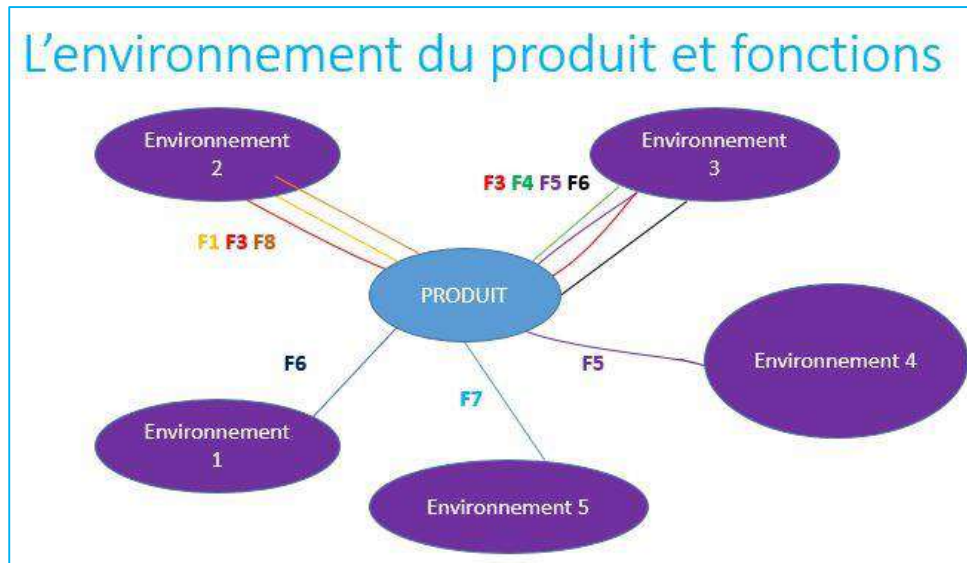 L'environnement du produit et fonctions
Environnement
2
Environnement
3
F3 F4 F5 F6
F1 F3 F8
PRODUIT
F6
F5
Environnement 4
F7
Environnement
1
Environnement 5